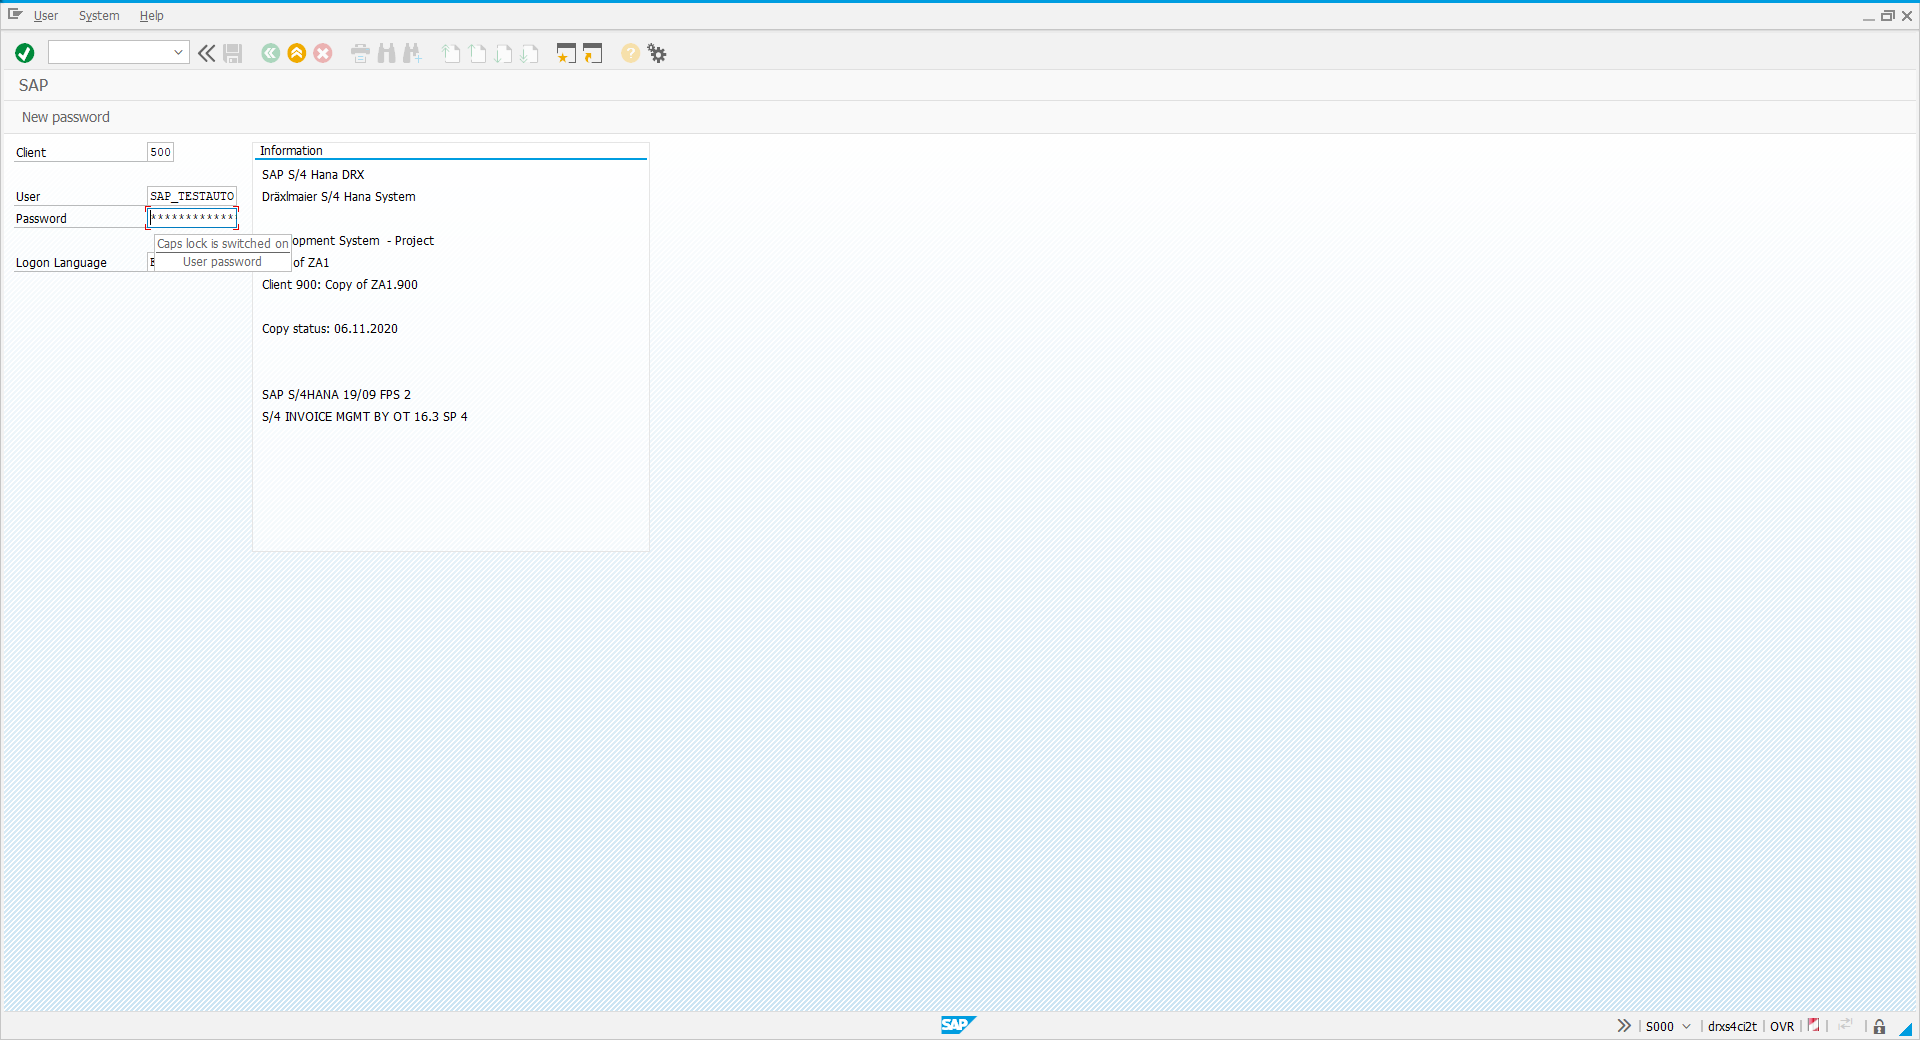 User System Help
SAP
New password
Client 500
User SAP_TESTAUTO
Password ************
Caps lock is switched on
User password
Logon Language
Information
SAP S/4 Hana DRX
Dräxlmaier S/4 Hana System
opment System - Project
of ZA1
Client 900: Copy of ZA1.900
Copy status: 06.11.2020
SAP S/4HANA 19/09 FPS 2
S/4 INVOICE MGMT BY OT 16.3 SP 4
SAP
S000 drxs4ci2t OVR